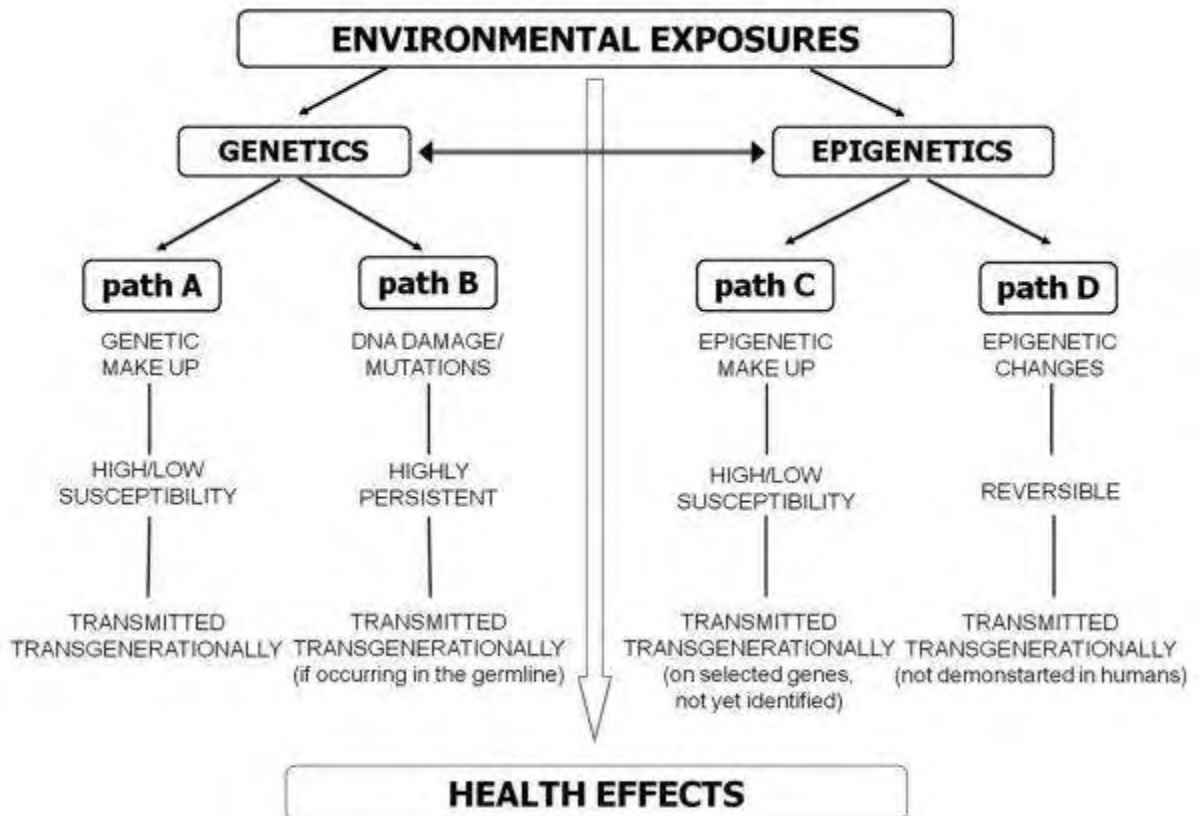 ENVIRONMENTAL EXPOSURES
GENETICS
EPIGENETICS
path A
path B
path C
path D
GENETIC
MAKE UP
DNA DAMAGE/
MUTATIONS
EPIGENETIC
MAKE UP
EPIGENETIC
CHANGES
HIGH/LOW
SUSCEPTIBILITY
HIGHLY
PERSISTENT
HIGH/LOW
SUSCEPTIBILITY
REVERSIBLE
TRANSMITTED
TRANSGENERATIONALLY
TRANSMITTED
TRANSGENERATIONALLY
(if occurring in the germline)
TRANSMITTED
TRANSGENERATIONALLY
(on selected genes,
not yet identified)
TRANSMITTED
TRANSGENERATIONALLY
(not demonstarted in humans)
HEALTH EFFECTS